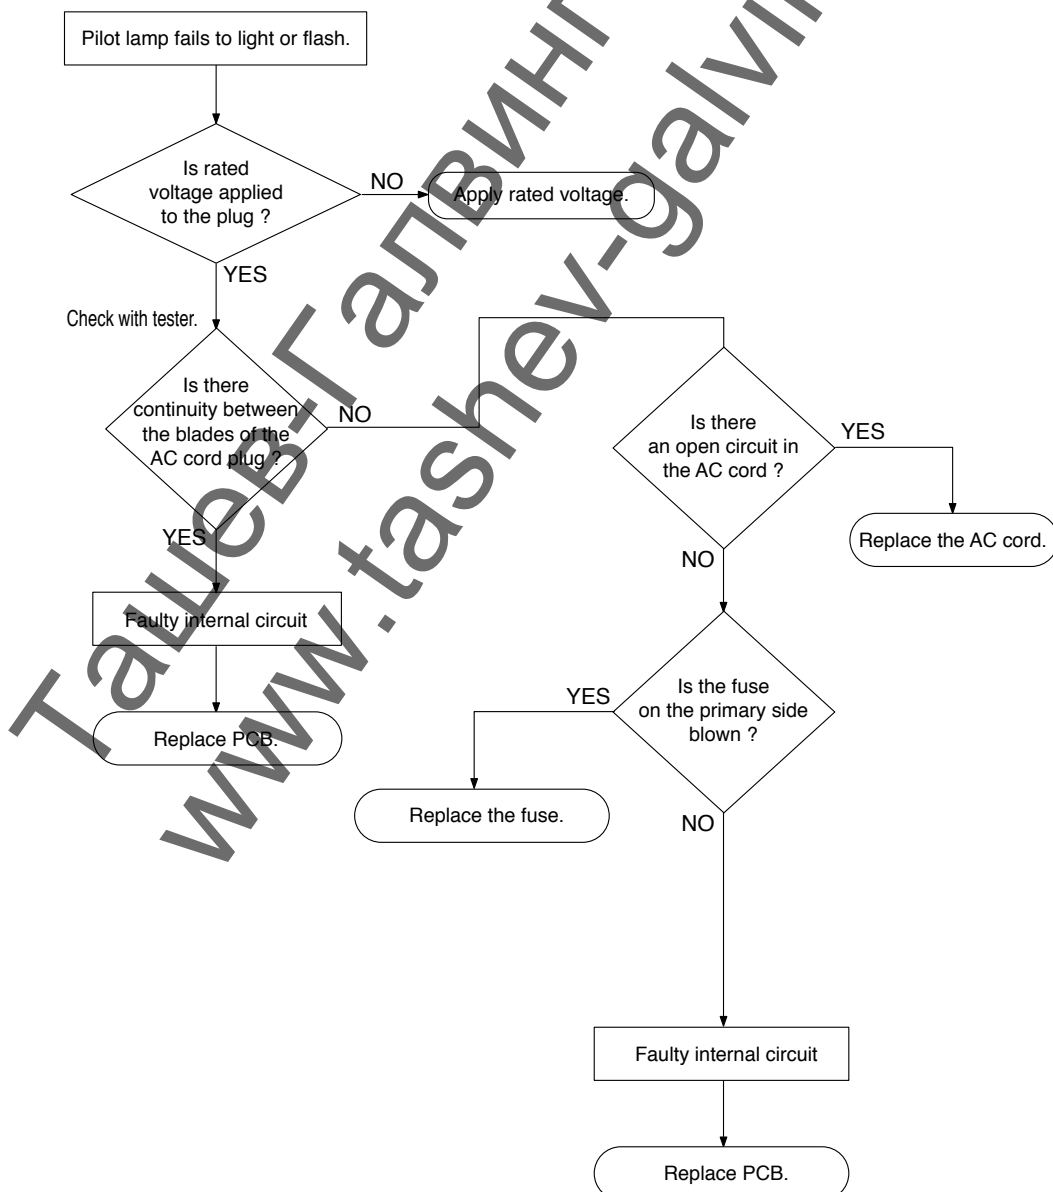 Pilot lamp fails to light or flash.
Is rated
voltage applied
to the plug ?
NO
Apply rated voltage.
YES
Check with tester.
Is there
continuity between
the blades of the
AC cord plug ?
NO
YES
Faulty internal circuit
Replace PCB.
Is there
an open circuit in
the AC cord ?
YES
Replace the AC cord.
NO
Is the fuse
on the primary side
blown ?
YES
Replace the fuse.
NO
Faulty internal circuit
Replace PCB.
Ташев-Галвинг
www.tashev-galvin